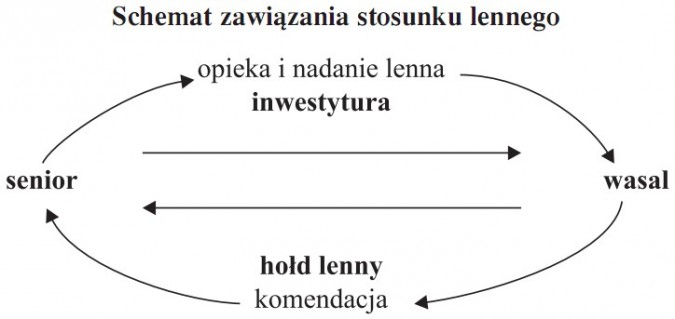 Schemat zawiązania stosunku lennego
opieka i nadanie lenna
inwestytura
senior
wasal
hołd lenny
komendacja